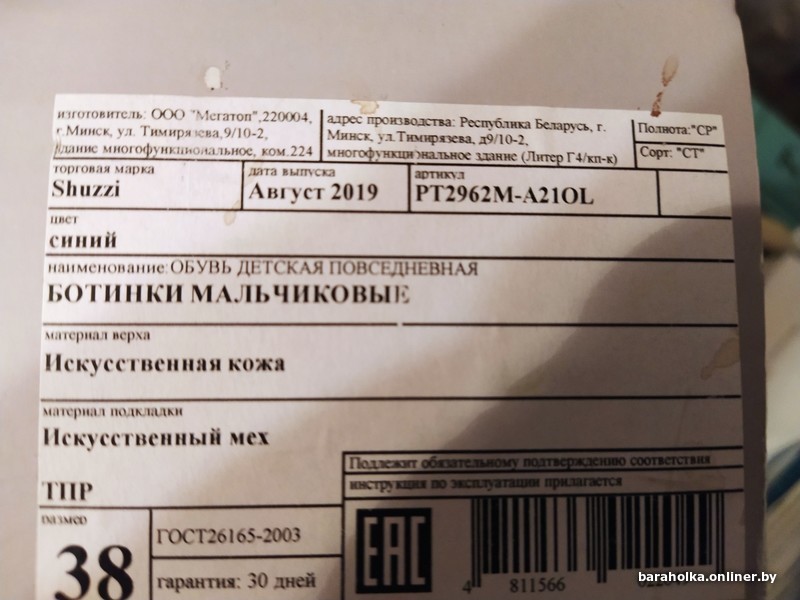 изготовитель: ООО "Мегатоп",220004,
г.Минск, ул. Тимирязева,9/10-2,
здание многофункциональное, ком.224
адрес производства: Республика Беларусь, г.
Минск, ул.Тимирязева, д9/10-2,
многофункциональное здание (Литер Г4/кп-к)
Полнота:"СР"
Сорт: "СТ"
торговая марка
Shuzzi
дата выпуска
Август 2019
артикул
PT2962M-A21OL
цвет
синий
наименование:ОБУВЬ ДЕТСКАЯ ПОВСЕДНЕВНАЯ
БОТИНКИ МАЛЬЧИКОВЫЕ
материал верха
Искусственная кожа
материал подкладки
Искусственный мех
ТПР
Подлежит обязательному подтверждению соответствия
инструкция по эксплуатации прилагается
размер
38
ГОСТ26165-2003
гарантия: 30 дней
EAC
4 811566
baraholka.onliner.by